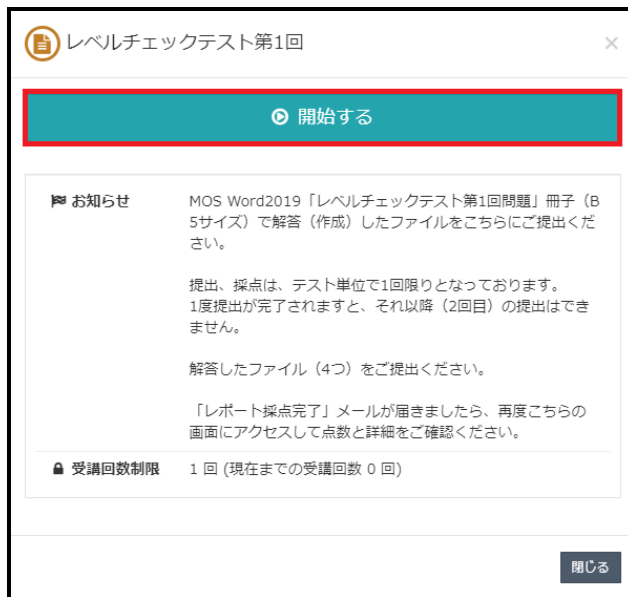 レベルチェックテスト第1回
×
開始する
お知らせ
MOS Word2019「レベルチェックテスト第1回問題」冊子（B
5サイズ）で解答（作成）したファイルをこちらにご提出くだ
さい。
提出、採点は、テスト単位で1回限りとなっております。
1度提出が完了されますと、それ以降（2回目）の提出はでき
ません。
解答したファイル（4つ）をご提出ください。
「レポート採点完了」メールが届きましたら、再度こちらの
画面にアクセスして点数と詳細をご確認ください。
受講回数制限
1 回 (現在までの受講回数 0 回)
閉じる